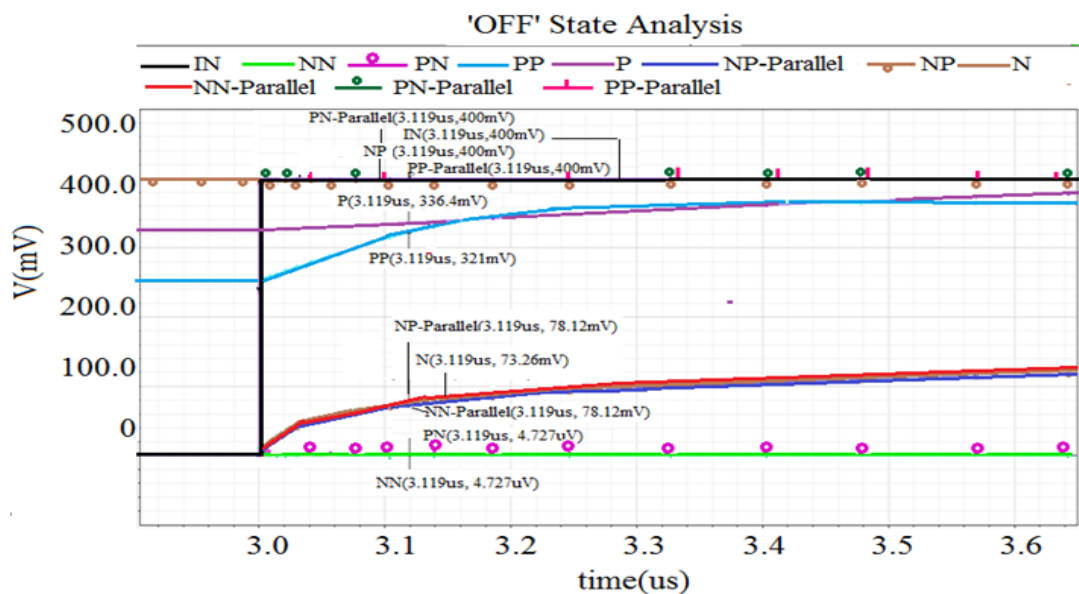 'OFF' State Analysis
IN NN PN PP P NP-Parallel NP N
NN-Parallel PN-Parallel PP-Parallel
500.0
PN-Parallel(3.119us,400mV)
IN(3.119us,400mV)
NP (3.119us,400mV)
PP-Parallel(3.119us,400mV)
400.0
P(3.119us, 336.4mV)
300.0
PP(3.119us, 321mV)
V(mV)
200.0
NP-Parallel(3.119us, 78.12mV)
100.0
N(3.119us, 73.26mV)
NN-Parallel(3.119us, 78.12mV)
0
PN(3.119us, 4.727uV)
NN(3.119us, 4.727uV)
3.0 3.1 3.2 3.3 3.4 3.5 3.6
time(us)